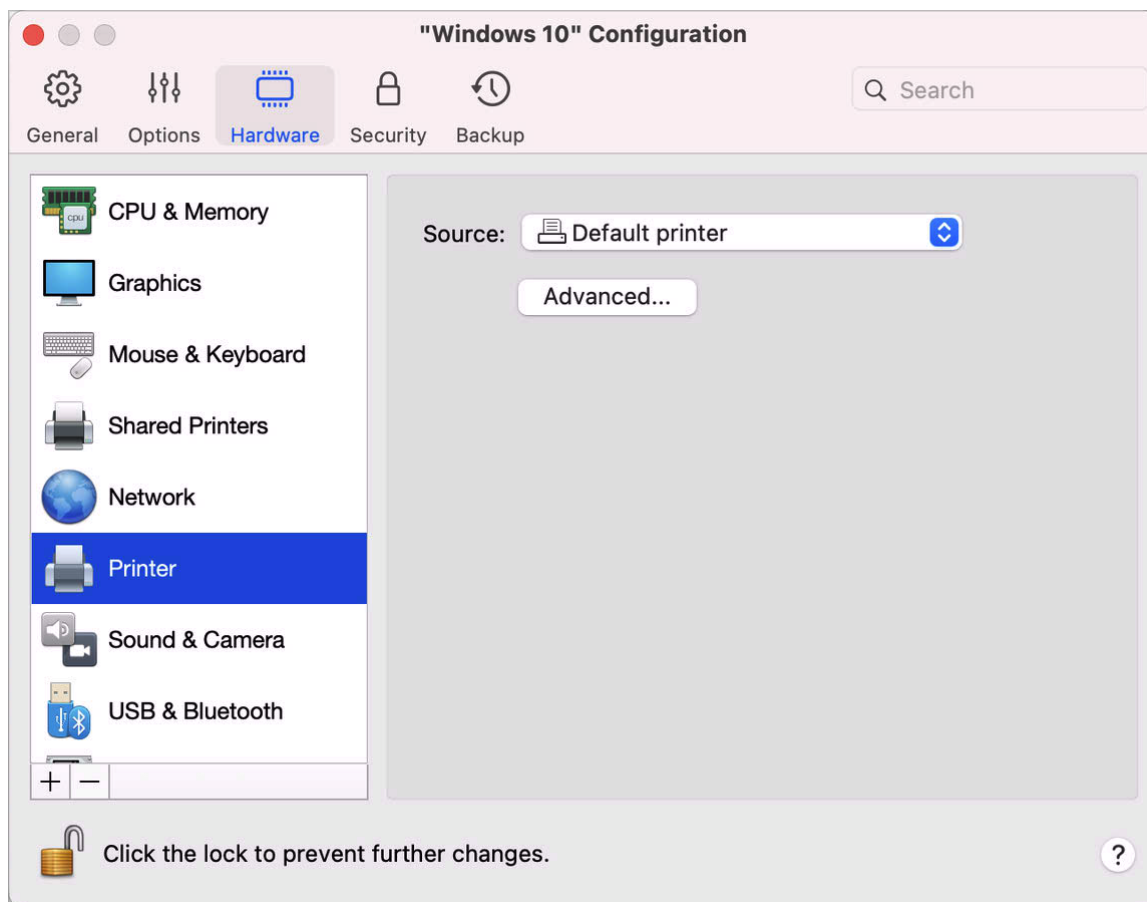 "Windows 10" Configuration
General Options Hardware Security Backup
Search
CPU & Memory
Graphics
Mouse & Keyboard
Shared Printers
Network
Printer
Sound & Camera
USB & Bluetooth
Source: Default printer
Advanced...
Click the lock to prevent further changes.
?